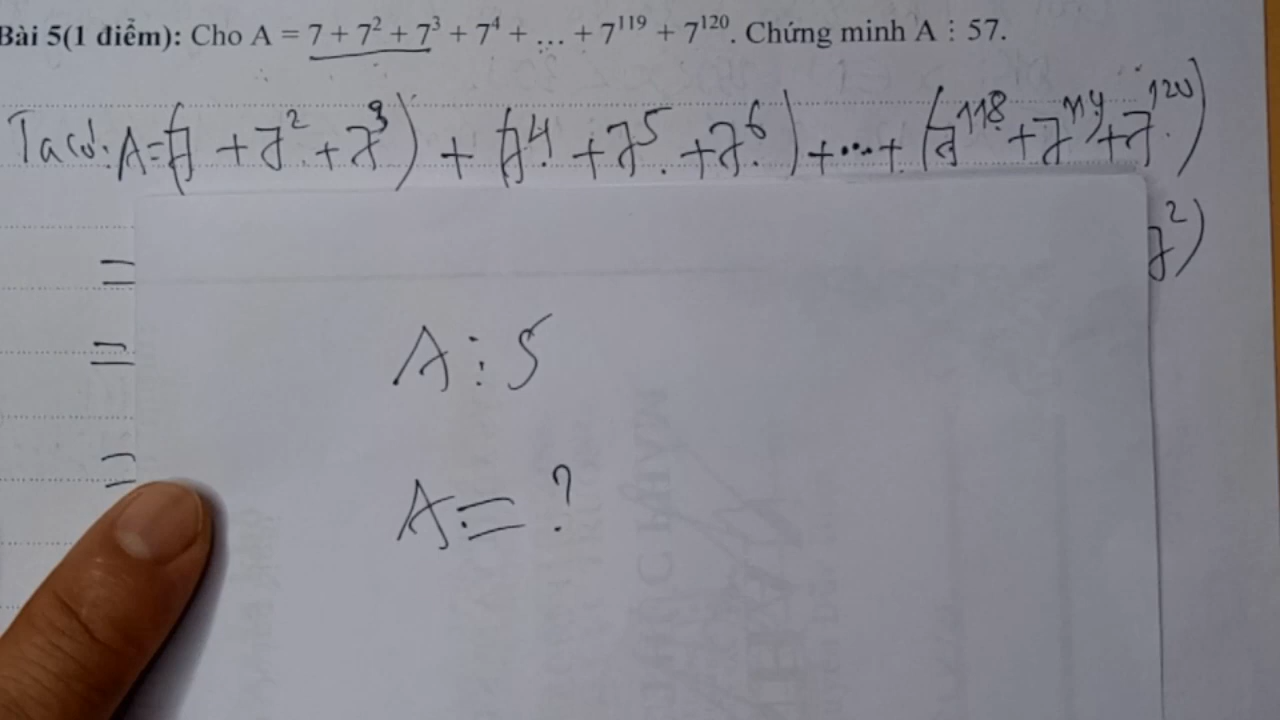 Bài 5(1 điểm): Cho A = 7 + 7² + 7³ + 7⁴ + ... + 7¹¹⁹ + 7¹²⁰. Chứng minh A ⋮ 57.
Ta có: A = (7 + 7² + 7³) + (7⁴ + 7⁵ + 7⁶) + ... + (7¹¹⁸ + 7¹¹⁹ + 7¹²⁰)
= 7²)
=
=
A ⋮ 5
A = ?